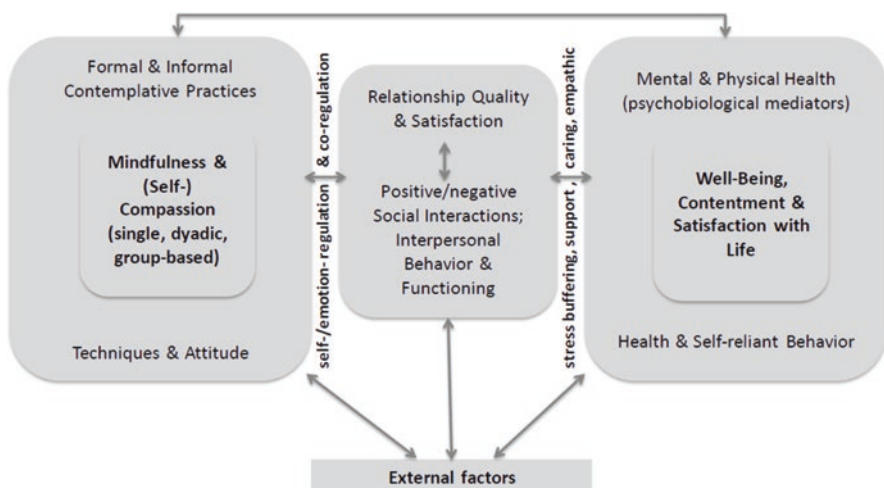 Formal & Informal
Contemplative Practices
Mindfulness &
(Self-)
Compassion
(single, dyadic,
group-based)
Techniques & Attitude
self-/emotion- regulation & co-regulation
Relationship Quality
& Satisfaction
Positive/negative
Social Interactions;
Interpersonal
Behavior &
Functioning
stress buffering, support , caring, empathic
Mental & Physical Health
(psychobiological mediators)
Well-Being,
Contentment &
Satisfaction with
Life
Health & Self-reliant Behavior
External factors